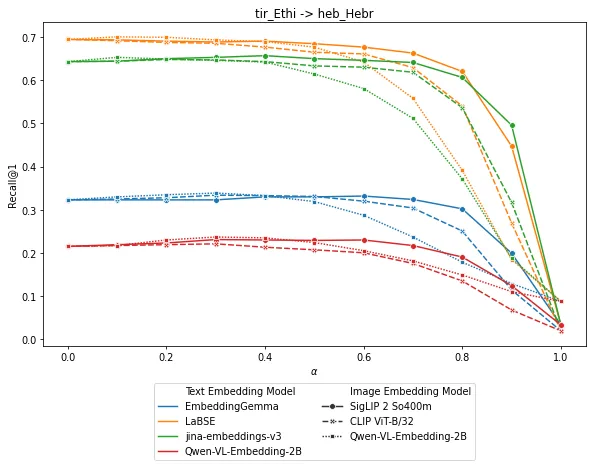 tir_Ethi -> heb_Hebr
Recall@1
0.7
0.6
0.5
0.4
0.3
0.2
0.1
0.0
0.0 0.2 0.4 0.6 0.8 1.0
α
Text Embedding Model
EmbeddingGemma
LaBSE
jina-embeddings-v3
Qwen-VL-Embedding-2B
Image Embedding Model
SigLIP 2 So400m
CLIP ViT-B/32
Qwen-VL-Embedding-2B